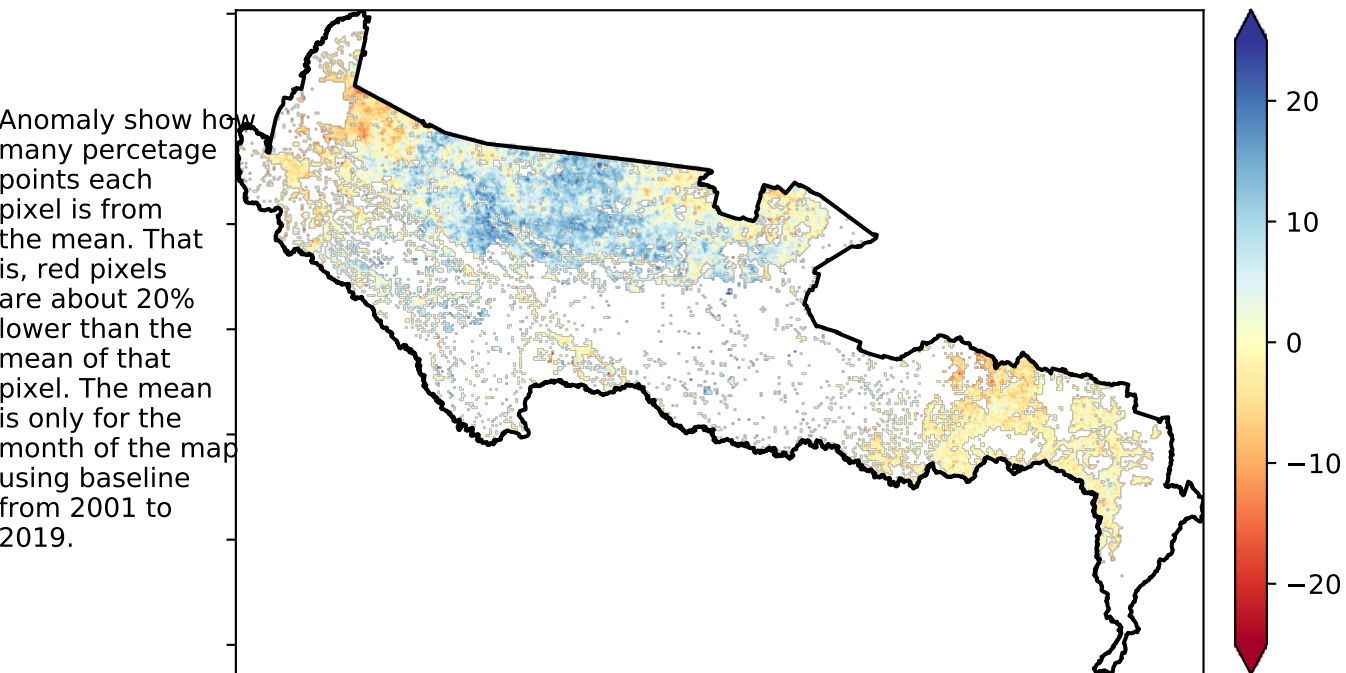 Anomaly show how
many percetage
points each
pixel is from
the mean. That
is, red pixels
are about 20%
lower than the
mean of that
pixel. The mean
is only for the
month of the map
using baseline
from 2001 to
2019.
20
10
0
−10
−20